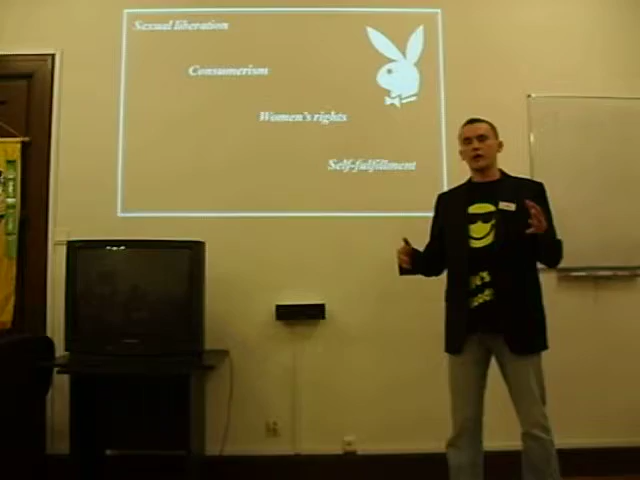 Sexual liberation
Consumerism
Women's rights
Self-fulfillment